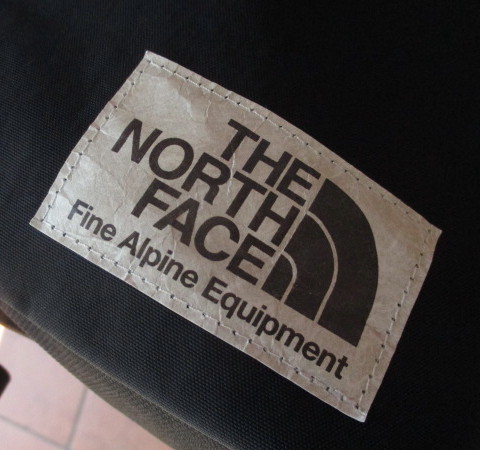 THE
NORTH
FACE
Fine Alpine Equipment